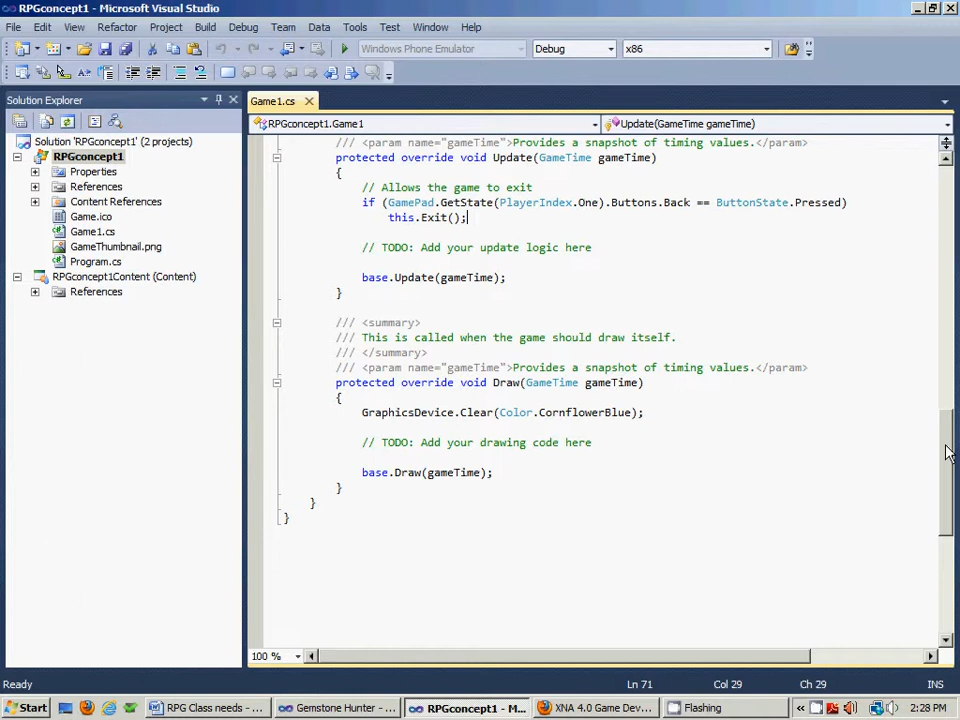 RPGconcept1 - Microsoft Visual Studio
File Edit View Refactor Project Build Debug Team Data Tools Test Window Help
Windows Phone Emulator Debug x86
Solution Explorer
Game1.cs
RPGconcept1.Game1
Update(GameTime gameTime)
Solution 'RPGconcept1' (2 projects)
RPGconcept1
Properties
References
Content References
Game.ico
Game1.cs
GameThumbnail.png
Program.cs
RPGconcept1Content (Content)
References
/// <param name="gameTime">Provides a snapshot of timing values.</param>
protected override void Update(GameTime gameTime)
{
// Allows the game to exit
if (GamePad.GetState(PlayerIndex.One).Buttons.Back == ButtonState.Pressed)
this.Exit();
// TODO: Add your update logic here
base.Update(gameTime);
}
/// <summary>
/// This is called when the game should draw itself.
/// </summary>
/// <param name="gameTime">Provides a snapshot of timing values.</param>
protected override void Draw(GameTime gameTime)
{
GraphicsDevice.Clear(Color.CornflowerBlue);
// TODO: Add your drawing code here
base.Draw(gameTime);
}
}
}
100 %
Ready Ln 71 Col 29 Ch 29 INS
Start RPG Class needs - ... Gemstone Hunter - ... RPGconcept1 - M... XNA 4.0 Game Dev... Flashing « 2:28 PM